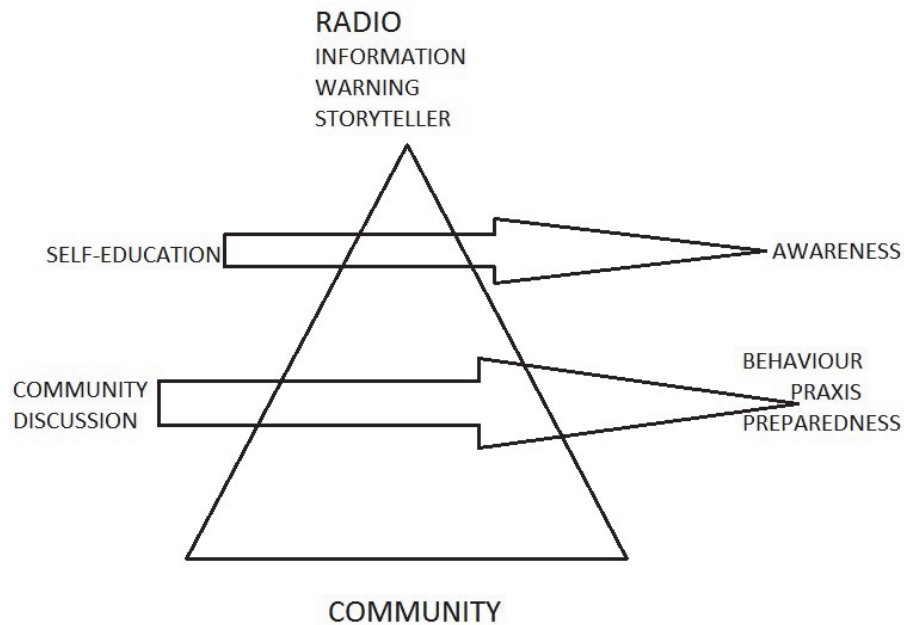 RADIO
INFORMATION
WARNING
STORYTELLER
SELF-EDUCATION
AWARENESS
COMMUNITY
DISCUSSION
BEHAVIOUR
PRAXIS
PREPAREDNESS
COMMUNITY